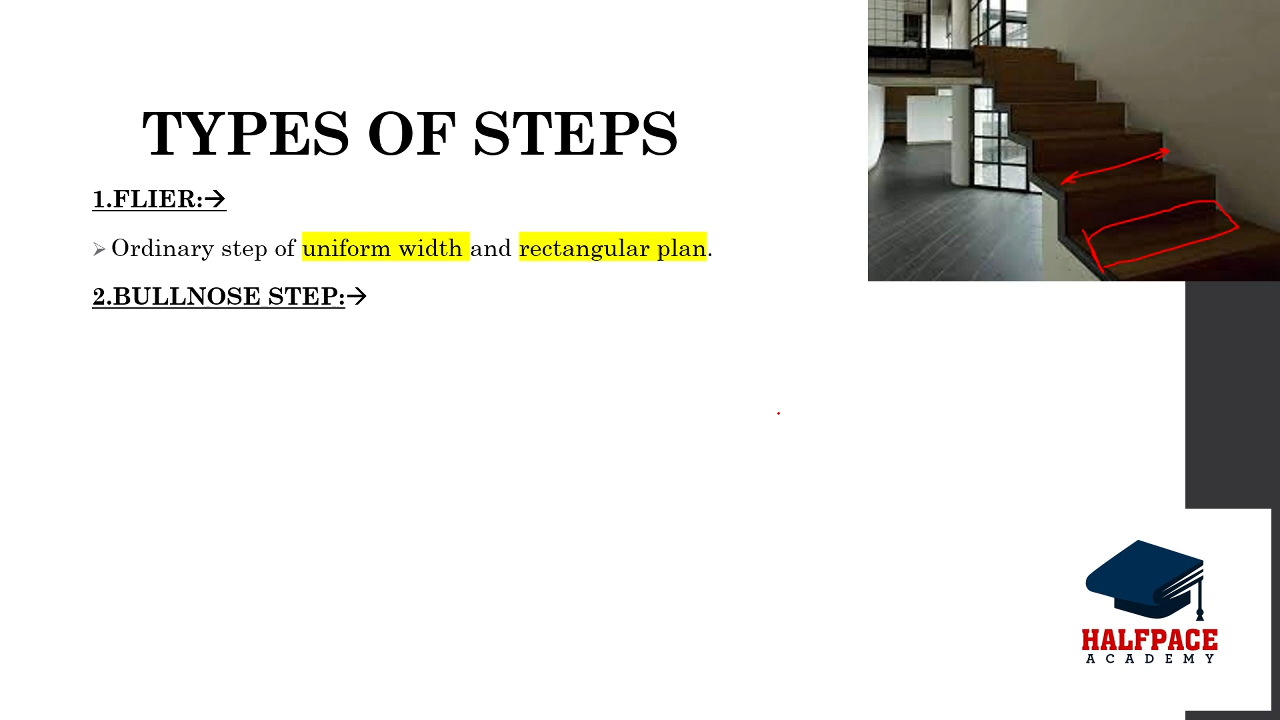 TYPES OF STEPS
1.FLIER:→
➢ Ordinary step of uniform width and rectangular plan.
2.BULLNOSE STEP:→
HALFPACE
ACADEMY